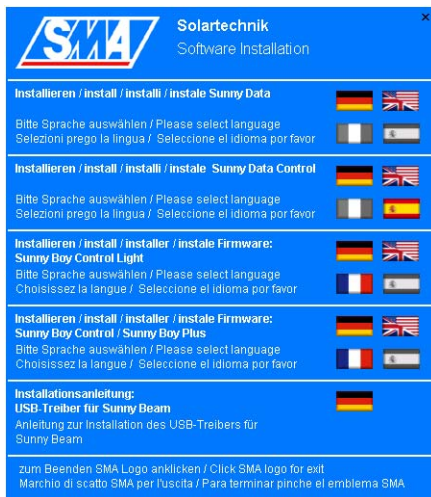 SMA
Solartechnik
Software Installation
Installieren / install / installi / instale Sunny Data
Bitte Sprache auswählen / Please select language
Selezioni prego la lingua / Seleccione el idioma por favor
Installieren / install / installi / instale Sunny Data Control
Bitte Sprache auswählen / Please select language
Selezioni prego la lingua / Seleccione el idioma por favor
Installieren / install / installer / instale Firmware:
Sunny Boy Control Light
Bitte Sprache auswählen / Please select language
Choisissez la langue / Seleccione el idioma por favor
Installieren / install / installer / instale Firmware:
Sunny Boy Control / Sunny Boy Plus
Bitte Sprache auswählen / Please select language
Choisissez la langue / Seleccione el idioma por favor
Installationsanleitung:
USB-Treiber für Sunny Beam
Anleitung zur Installation des USB-Treibers für
Sunny Beam
zum Beenden SMA Logo anklicken / Click SMA logo for exit
Marchio di scatto SMA per l'uscita / Para terminar pinche el emblema SMA